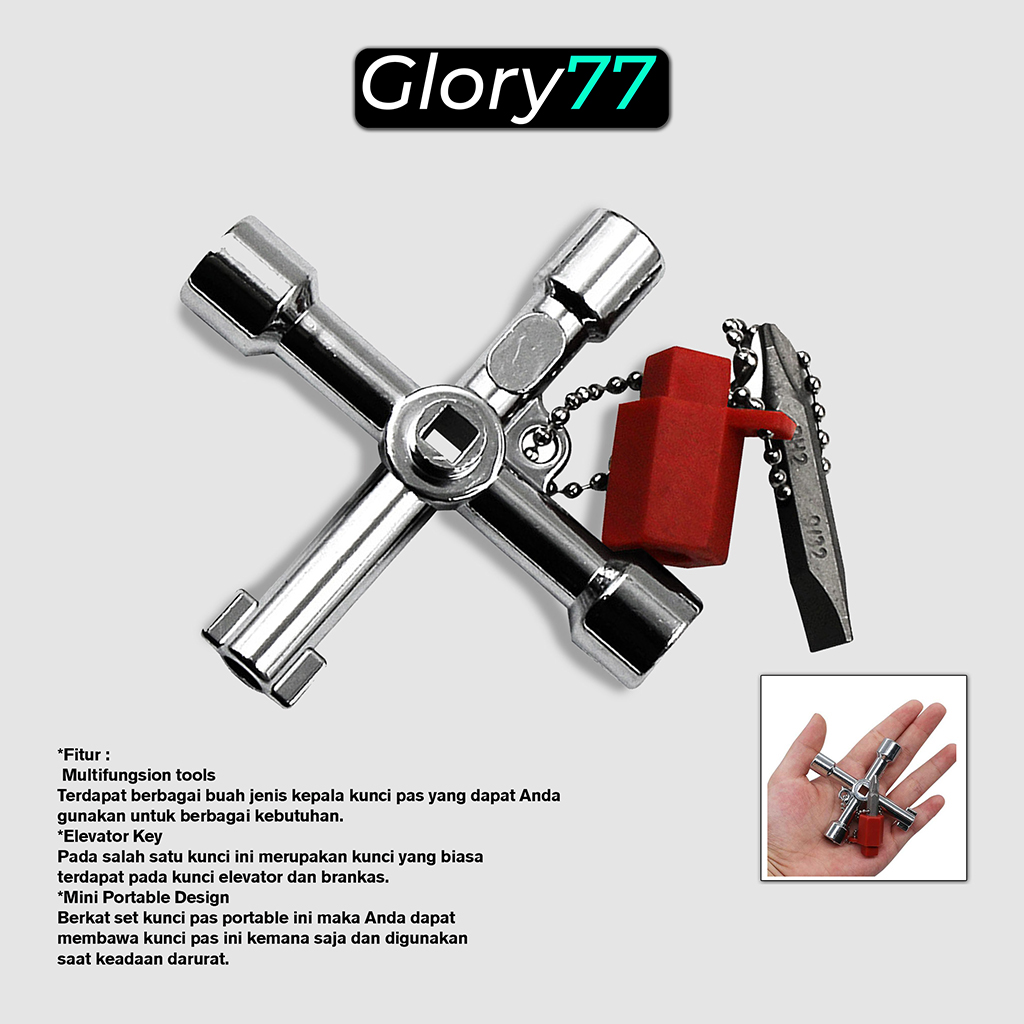 Glory77
PH2
9/32
*Fitur :
Multifungsion tools
Terdapat berbagai buah jenis kepala kunci pas yang dapat Anda
gunakan untuk berbagai kebutuhan.
*Elevator Key
Pada salah satu kunci ini merupakan kunci yang biasa
terdapat pada kunci elevator dan brankas.
*Mini Portable Design
Berkat set kunci pas portable ini maka Anda dapat
membawa kunci pas ini kemana saja dan digunakan
saat keadaan darurat.